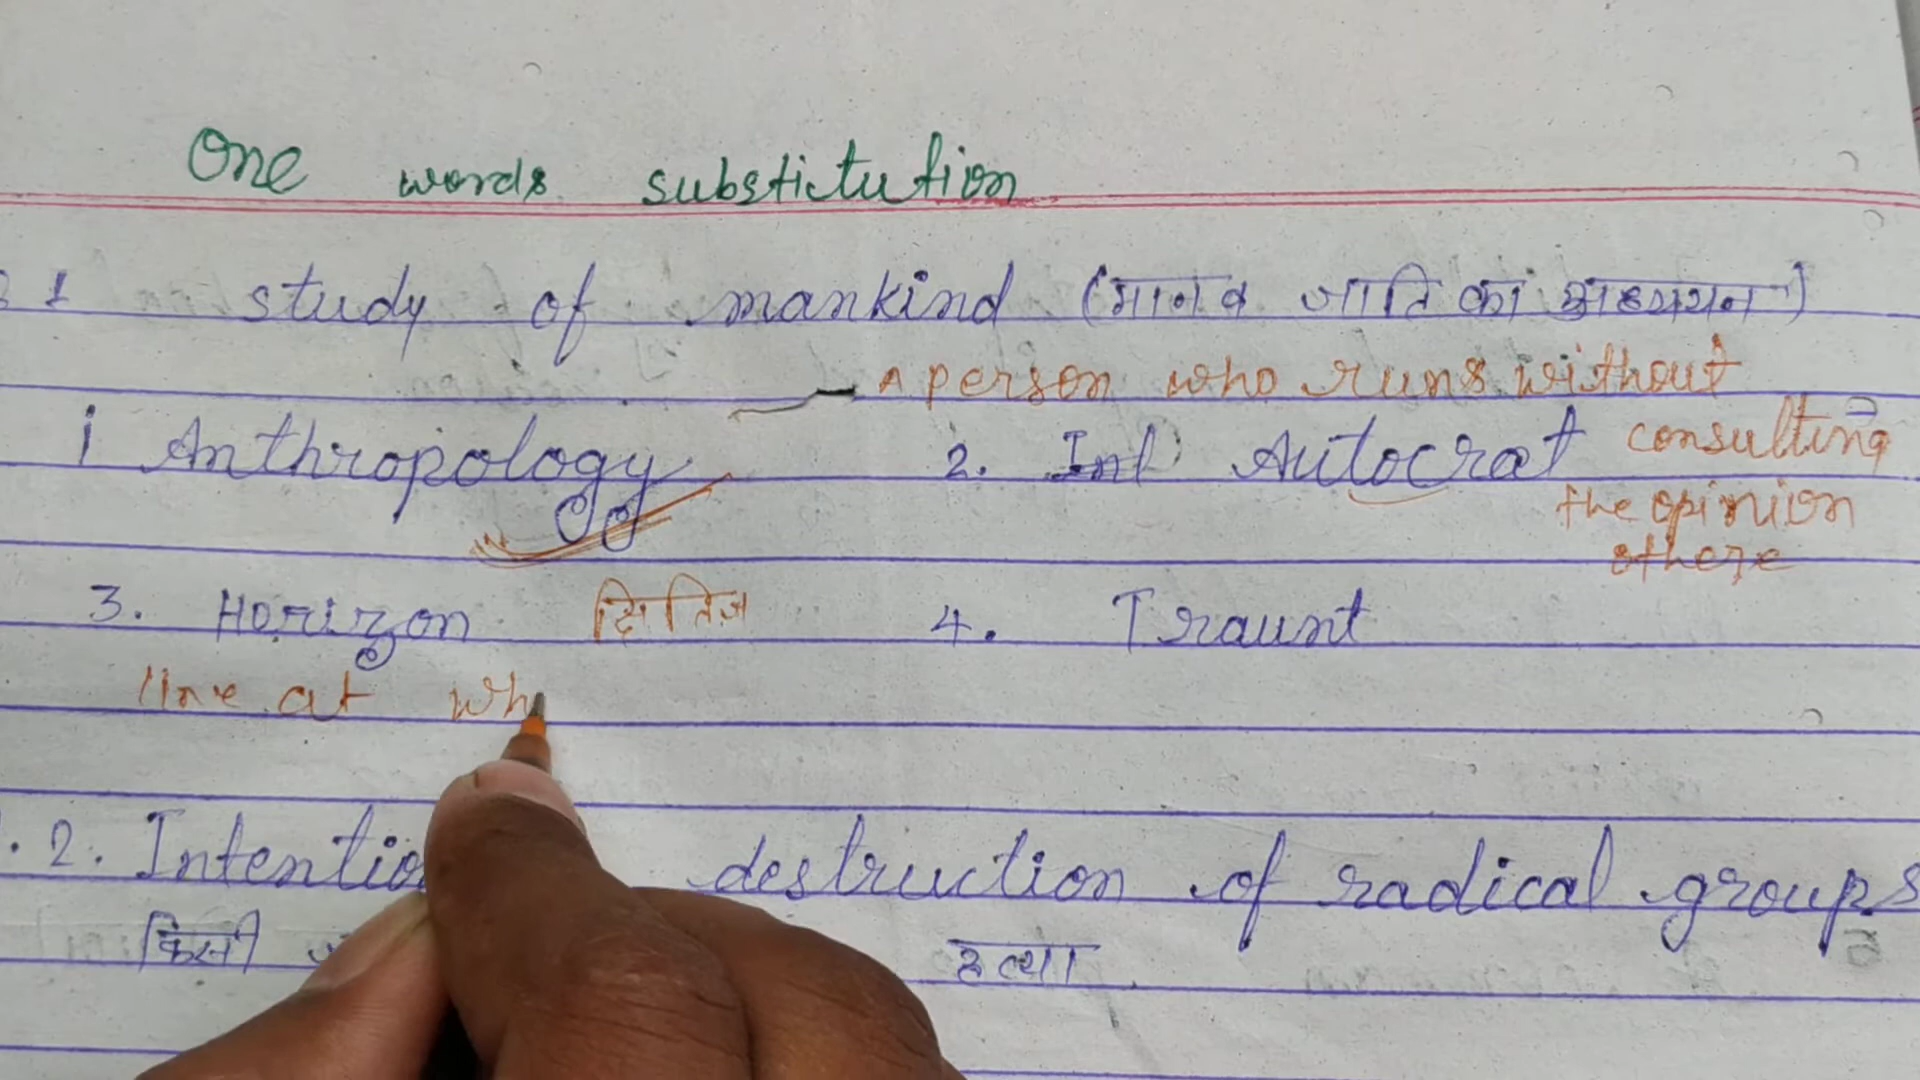 One words substitution
1 study of mankind (मानव जाति का अध्ययन)
A person who runs without
i Anthropology 2. Autocrat consulting
the opinion
othere
3. Horizon क्षितिज 4. Traunt
line at wh
.2. Intentio destruction of radical groups
किसी हत्या